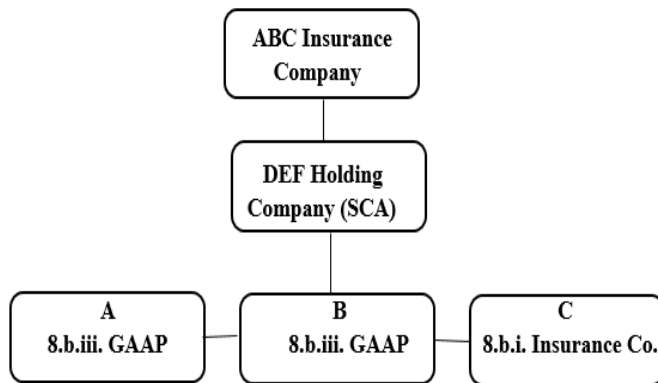 ABC Insurance
Company
DEF Holding
Company (SCA)
A
8.b.iii. GAAP
B
8.b.iii. GAAP
C
8.b.i. Insurance Co.